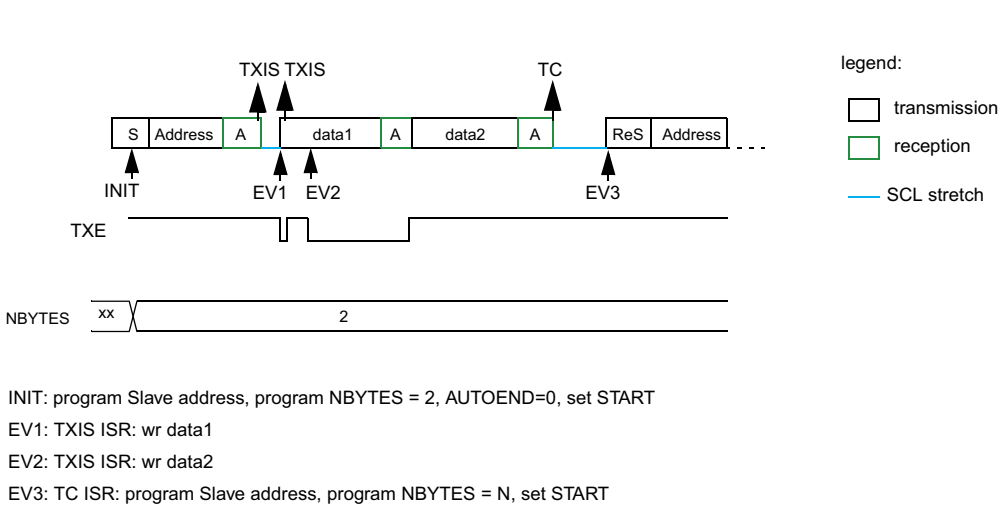 legend:
TXIS TXIS
TC
transmission
S Address A data1 A data2 A ReS Address
reception
INIT
EV1
EV2
EV3
SCL stretch
TXE
NBYTES xx 2
INIT: program Slave address, program NBYTES = 2, AUTOEND=0, set START
EV1: TXIS ISR: wr data1
EV2: TXIS ISR: wr data2
EV3: TC ISR: program Slave address, program NBYTES = N, set START